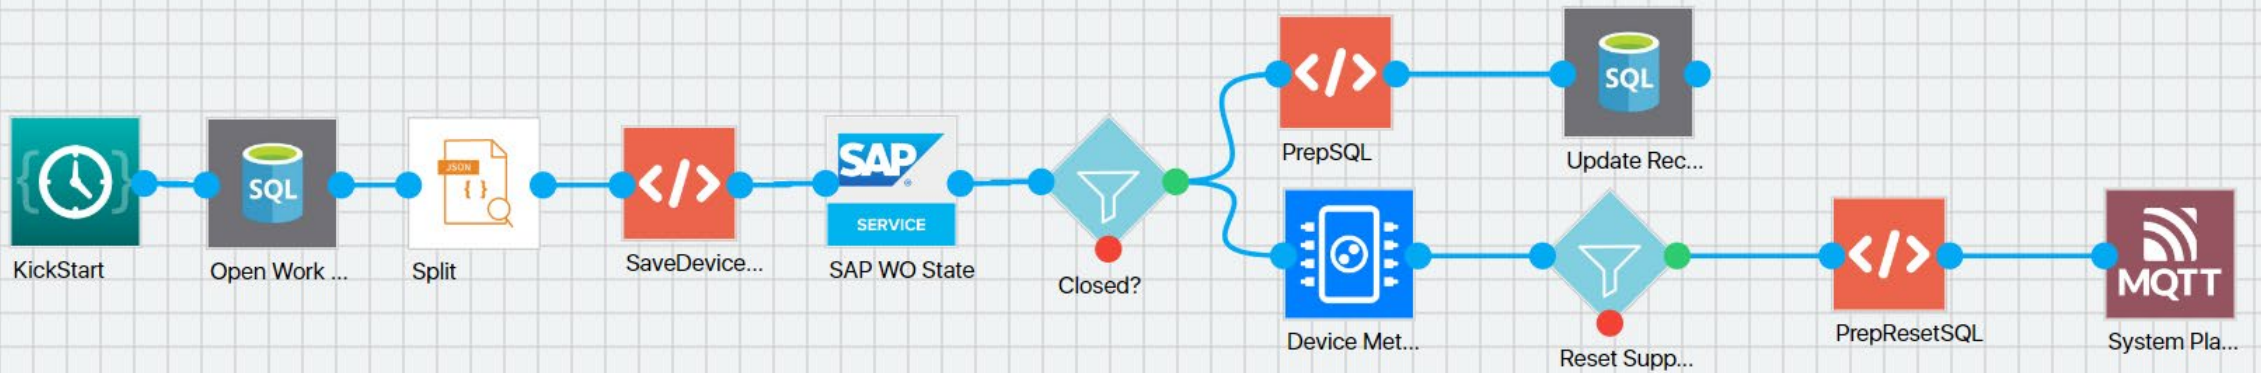 KickStart
SQL
Open Work ...
JSON
{ }
Split
</>
SaveDevice...
SAP
®
SERVICE
SAP WO State
Closed?
</>
PrepSQL
SQL
Update Rec...
Device Met...
Reset Supp...
</>
PrepResetSQL
MQTT
System Pla...